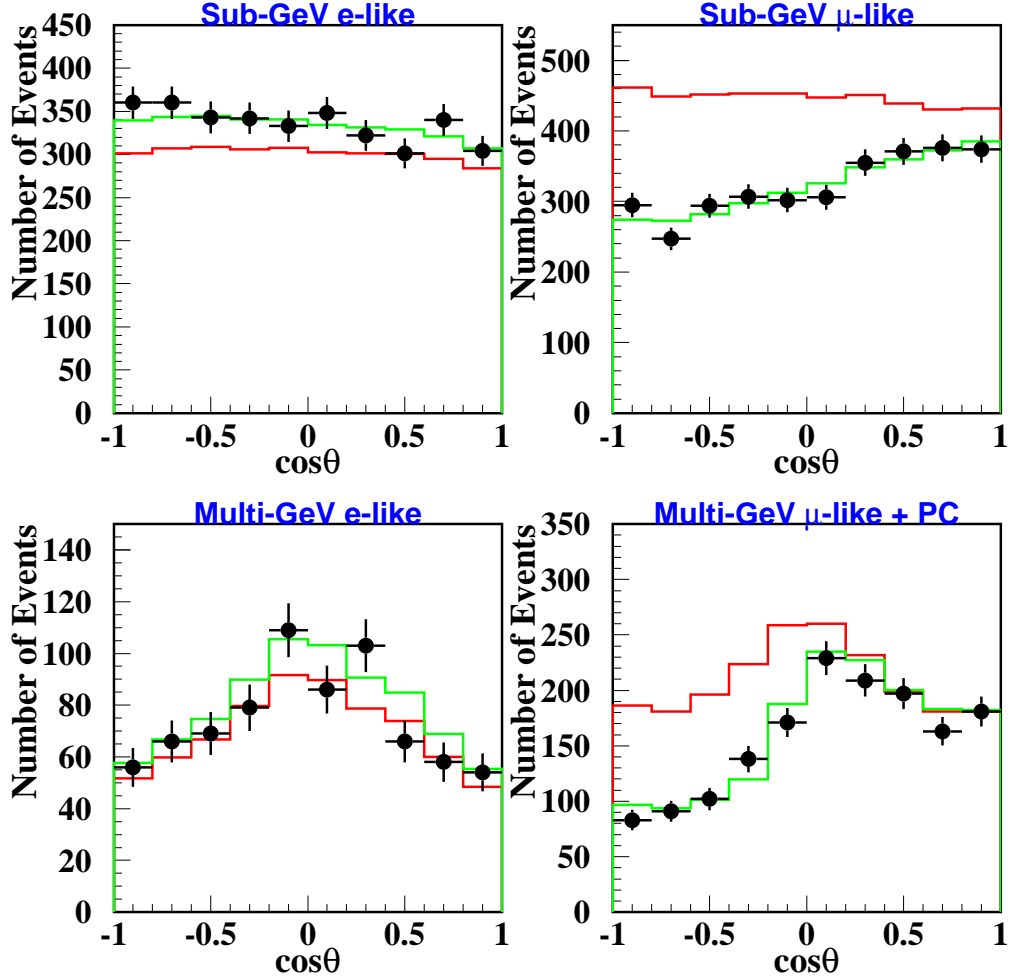 Sub-GeV e-like
Number of Events
450
400
350
300
250
200
150
100
50
0
-1 -0.5 0 0.5 1
cosθ
Sub-GeV μ-like
Number of Events
500
400
300
200
100
0
-1 -0.5 0 0.5 1
cosθ
Multi-GeV e-like
Number of Events
140
120
100
80
60
40
20
0
-1 -0.5 0 0.5 1
cosθ
Multi-GeV μ-like + PC
Number of Events
350
300
250
200
150
100
50
0
-1 -0.5 0 0.5 1
cosθ